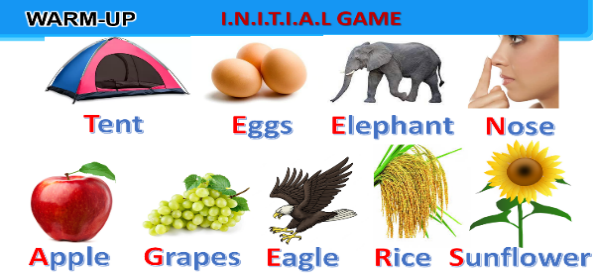 WARM-UP I.N.I.T.I.A.L GAME
Tent Eggs Elephant Nose
Apple Grapes Eagle Rice Sunflower